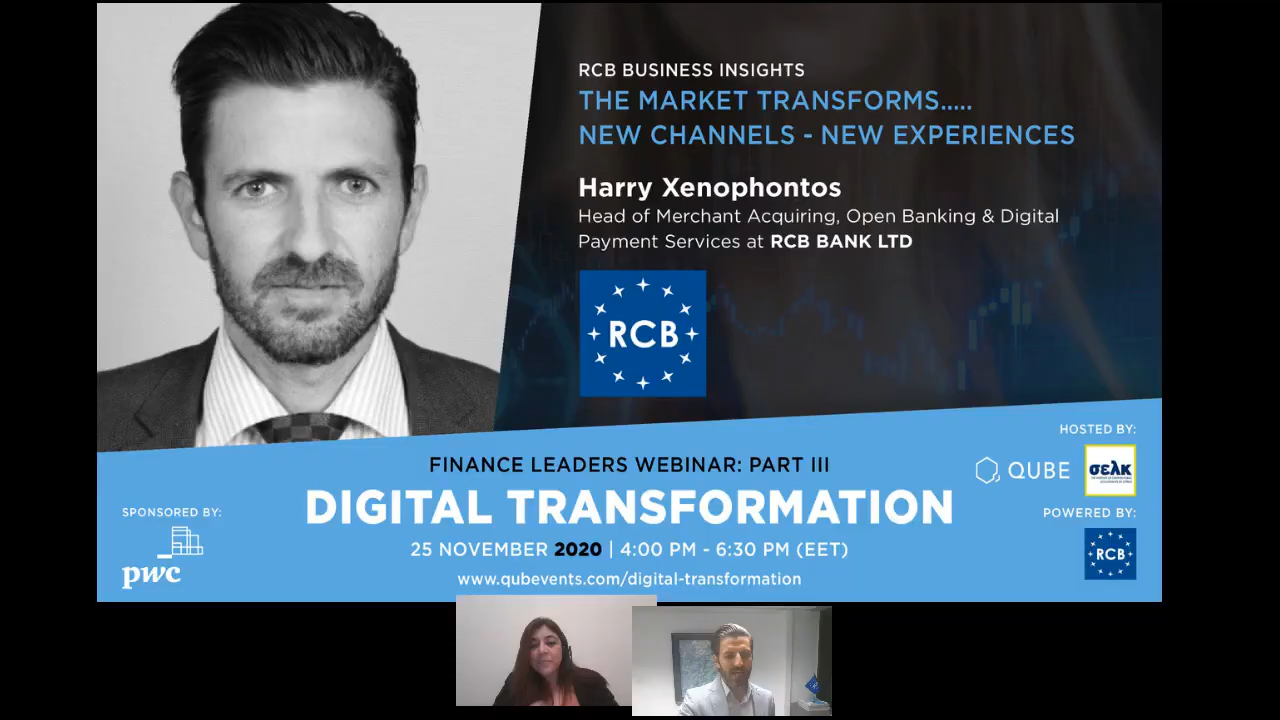 RCB BUSINESS INSIGHTS
THE MARKET TRANSFORMS.....
NEW CHANNELS - NEW EXPERIENCES
Harry Xenophontos
Head of Merchant Acquiring, Open Banking & Digital
Payment Services at RCB BANK LTD
RCB
FINANCE LEADERS WEBINAR: PART III
DIGITAL TRANSFORMATION
25 NOVEMBER 2020 | 4:00 PM - 6:30 PM (EET)
www.qubevents.com/digital-transformation
SPONSORED BY:
pwc
HOSTED BY:
QUBE
σελκ
POWERED BY:
RCB